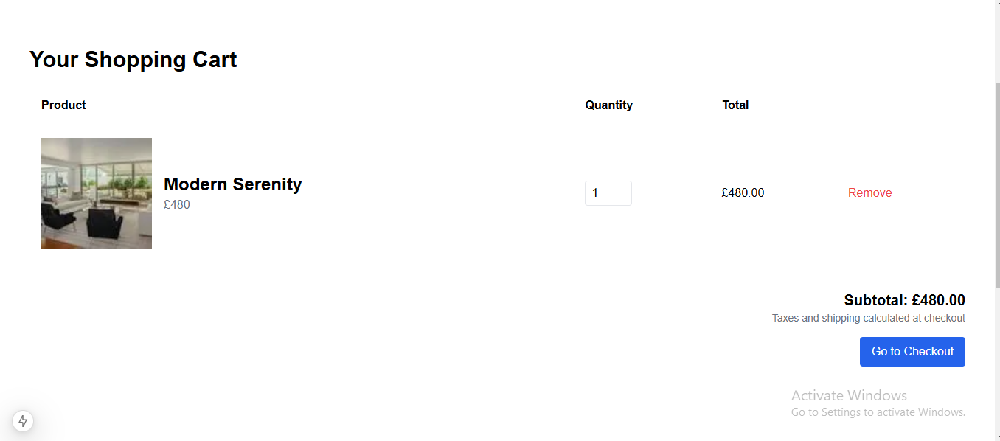 Your Shopping Cart
Product Quantity Total
Modern Serenity
£480
1
£480.00
Remove
Subtotal: £480.00
Taxes and shipping calculated at checkout
Go to Checkout
Activate Windows
Go to Settings to activate Windows.